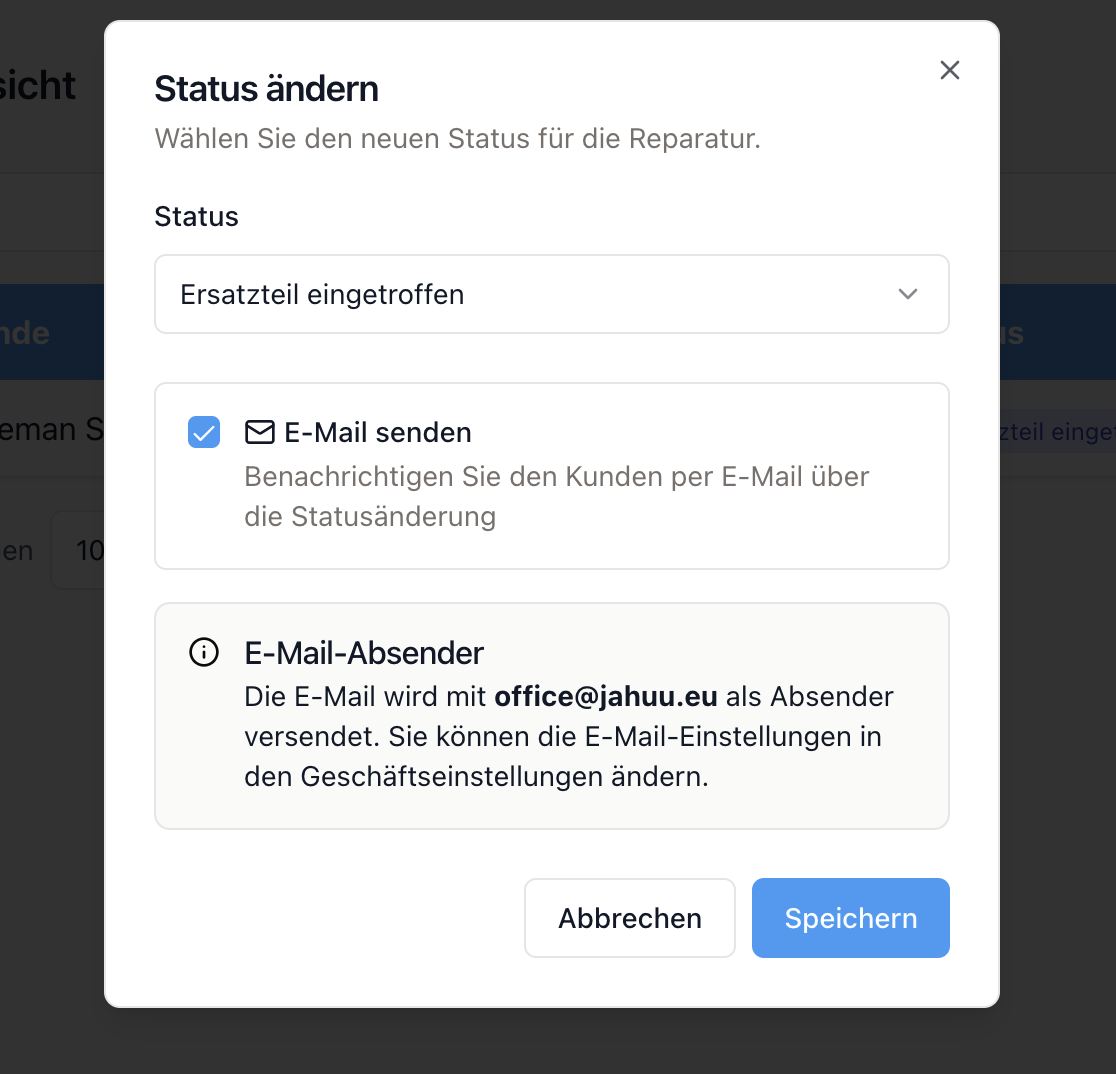 Status ändern
Wählen Sie den neuen Status für die Reparatur.
Status
Ersatzteil eingetroffen
E-Mail senden
Benachrichtigen Sie den Kunden per E-Mail über
die Statusänderung
E-Mail-Absender
Die E-Mail wird mit office@jahuu.eu als Absender
versendet. Sie können die E-Mail-Einstellungen in
den Geschäftseinstellungen ändern.
Abbrechen
Speichern
sicht
nde
us
eman S
zteil einget
en
10